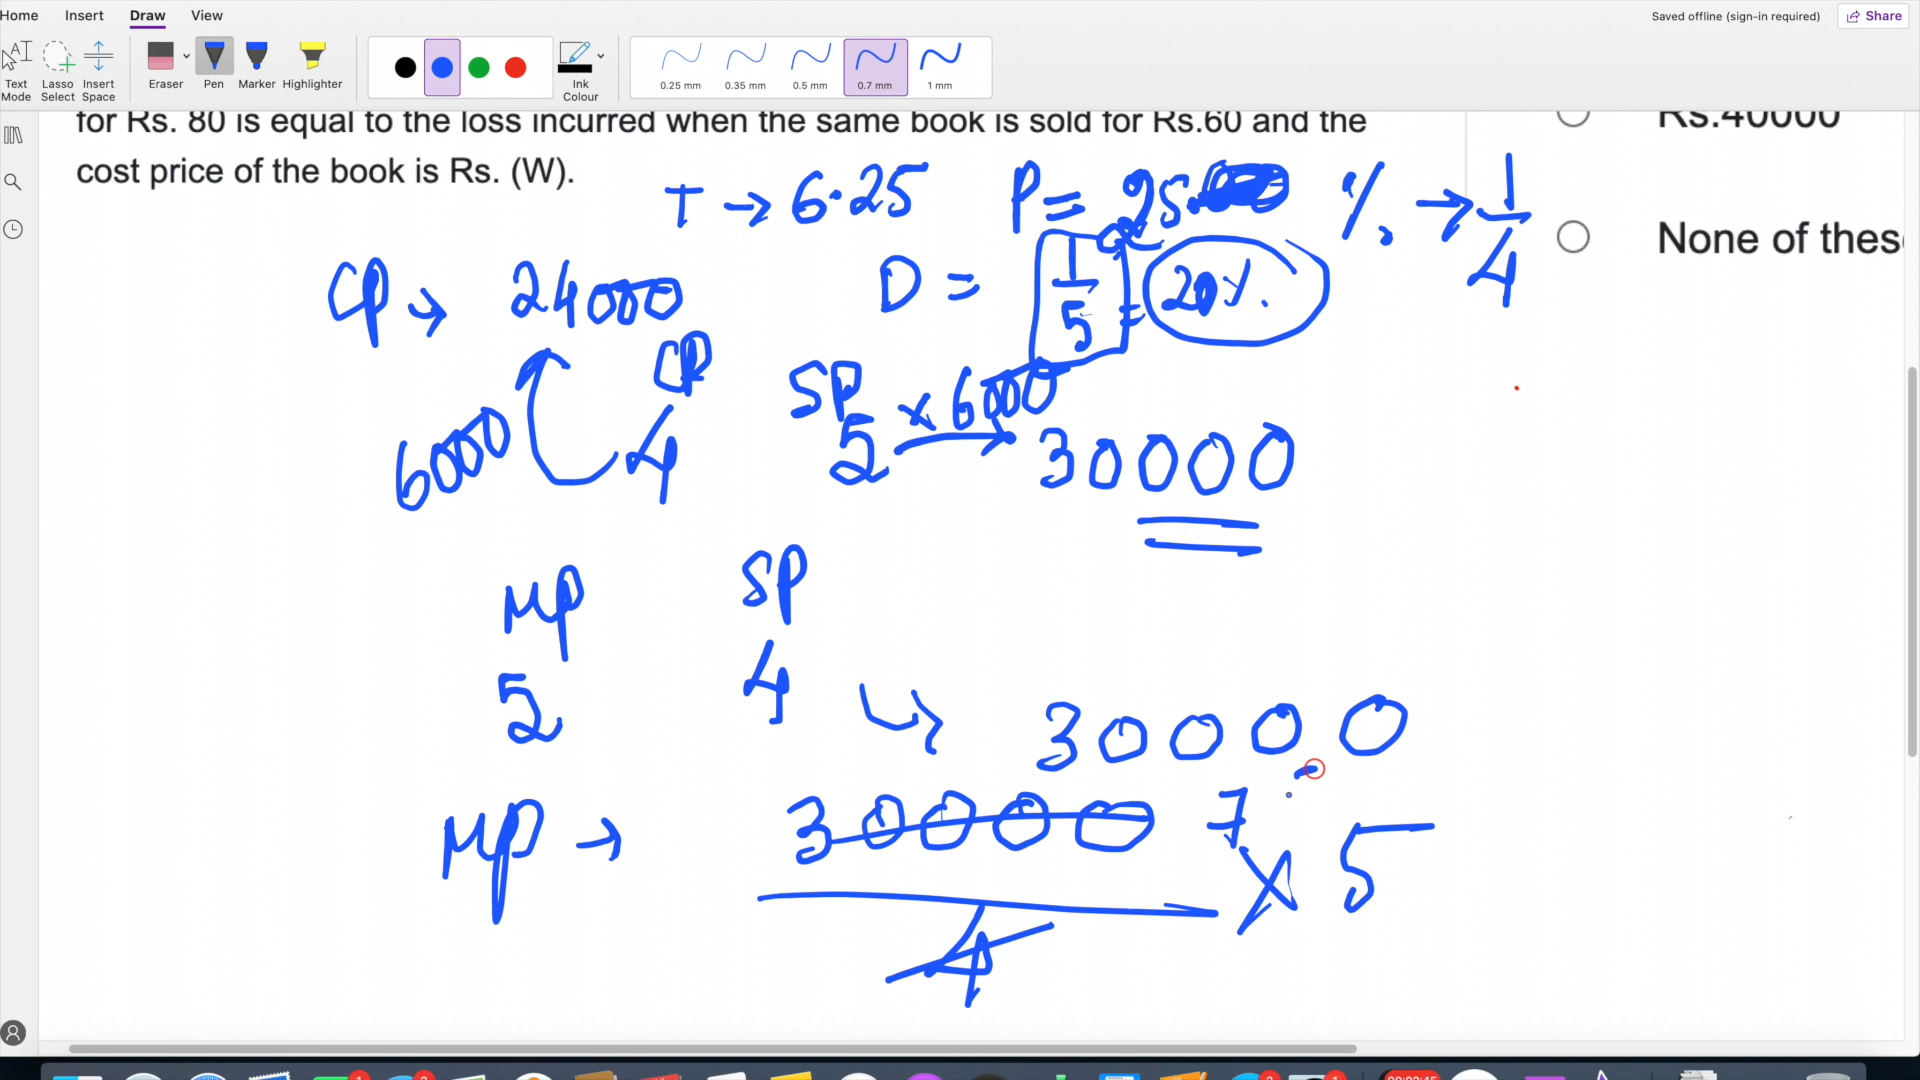 Home Insert Draw View Saved offline (sign-in required) Share
Text Mode Lasso Select Insert Space Eraser Pen Marker Highlighter Ink Colour 0.25 mm 0.35 mm 0.5 mm 0.7 mm 1 mm
for Rs. 80 is equal to the loss incurred when the same book is sold for Rs.60 and the
cost price of the book is Rs. (W).
Rs.40000
None of thes
T → 6.25 P = 25. % → 1/4
CP → 24000 D = 1/5 = 20%.
CP SP × 6000
6000 4 5 → 30000
MP SP
5 4 30000
MP → 30000 7
× 5
4